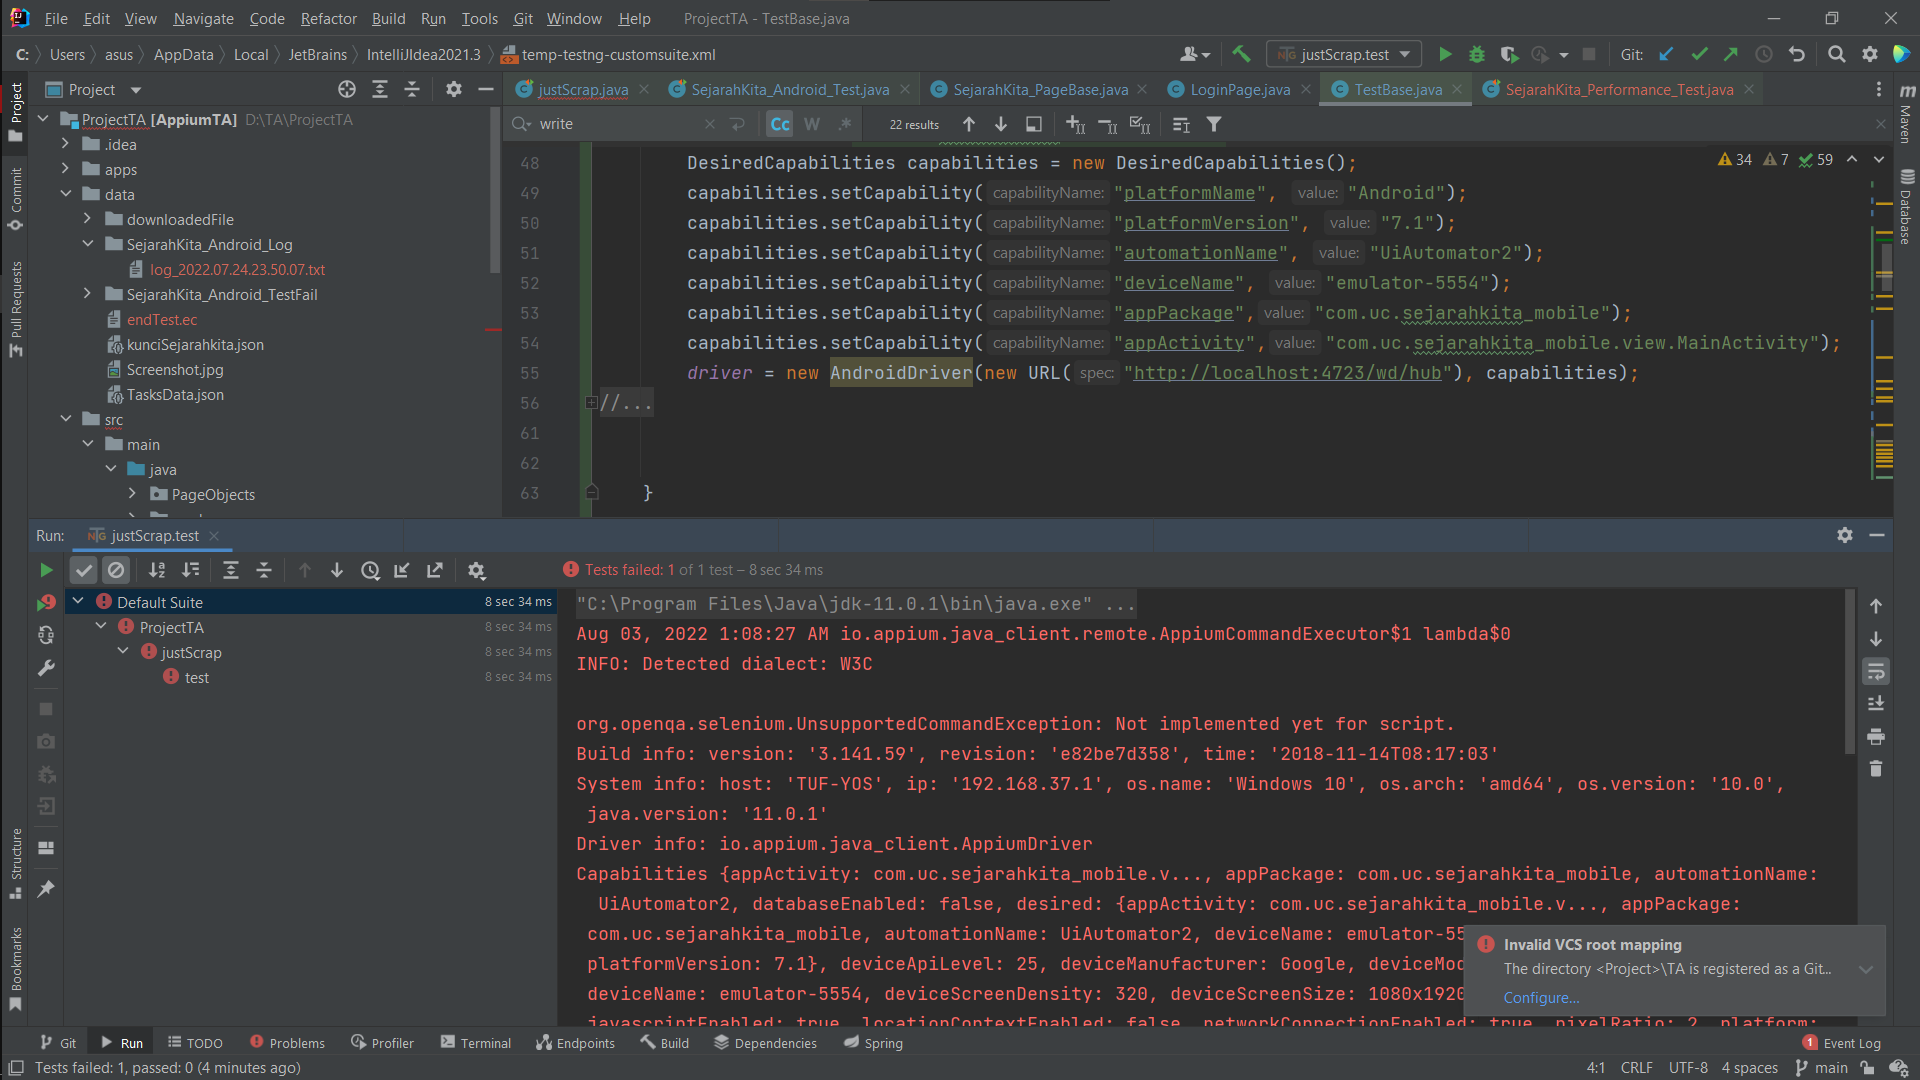 File Edit View Navigate Code Refactor Build Run Tools Git Window Help ProjectTA - TestBase.java
C: Users asus AppData Local JetBrains IntelliJIdea2021.3 temp-testng-customsuite.xml justScrap.test Git:
Project
justScrap.java SejarahKita_Android_Test.java SejarahKita_PageBase.java LoginPage.java TestBase.java SejarahKita_Performance_Test.java
write Cc W .* 22 results
ProjectTA [AppiumTA] D:\TA\ProjectTA
.idea
apps
data
downloadedFile
SejarahKita_Android_Log
log_2022.07.24.23.50.07.txt
SejarahKita_Android_TestFail
endTest.ec
kunciSejarahkita.json
Screenshot.jpg
TasksData.json
src
main
java
PageObjects
34 7 59
48 DesiredCapabilities capabilities = new DesiredCapabilities();
49 capabilities.setCapability( capabilityName: "platformName", value: "Android");
50 capabilities.setCapability( capabilityName: "platformVersion", value: "7.1");
51 capabilities.setCapability( capabilityName: "automationName", value: "UiAutomator2");
52 capabilities.setCapability( capabilityName: "deviceName", value: "emulator-5554");
53 capabilities.setCapability( capabilityName: "appPackage", value: "com.uc.sejarahkita_mobile");
54 capabilities.setCapability( capabilityName: "appActivity", value: "com.uc.sejarahkita_mobile.view.MainActivity");
55 driver = new AndroidDriver(new URL( spec: "http://localhost:4723/wd/hub"), capabilities);
56 //...
61
62
63 }
Project
Commit
Pull Requests
Structure
Bookmarks
Maven
Database
Run: justScrap.test
Tests failed: 1 of 1 test – 8 sec 34 ms
Default Suite 8 sec 34 ms
ProjectTA 8 sec 34 ms
justScrap 8 sec 34 ms
test 8 sec 34 ms
"C:\Program Files\Java\jdk-11.0.1\bin\java.exe" ...
Aug 03, 2022 1:08:27 AM io.appium.java_client.remote.AppiumCommandExecutor$1 lambda$0
INFO: Detected dialect: W3C
org.openqa.selenium.UnsupportedCommandException: Not implemented yet for script.
Build info: version: '3.141.59', revision: 'e82be7d358', time: '2018-11-14T08:17:03'
System info: host: 'TUF-YOS', ip: '192.168.37.1', os.name: 'Windows 10', os.arch: 'amd64', os.version: '10.0',
java.version: '11.0.1'
Driver info: io.appium.java_client.AppiumDriver
Capabilities {appActivity: com.uc.sejarahkita_mobile.v..., appPackage: com.uc.sejarahkita_mobile, automationName:
UiAutomator2, databaseEnabled: false, desired: {appActivity: com.uc.sejarahkita_mobile.v..., appPackage:
com.uc.sejarahkita_mobile, automationName: UiAutomator2, deviceName: emulator-55
platformVersion: 7.1}, deviceApiLevel: 25, deviceManufacturer: Google, deviceMod
deviceName: emulator-5554, deviceScreenDensity: 320, deviceScreenSize: 1080x1920
javascriptEnabled: true, locationContextEnabled: false, networkConnectionEnabled: true, pixelRatio: 2, platform:
Invalid VCS root mapping
The directory <Project>\TA is registered as a Git...
Configure...
Git Run TODO Problems Profiler Terminal Endpoints Build Dependencies Spring 1 Event Log
Tests failed: 1, passed: 0 (4 minutes ago) 4:1 CRLF UTF-8 4 spaces main